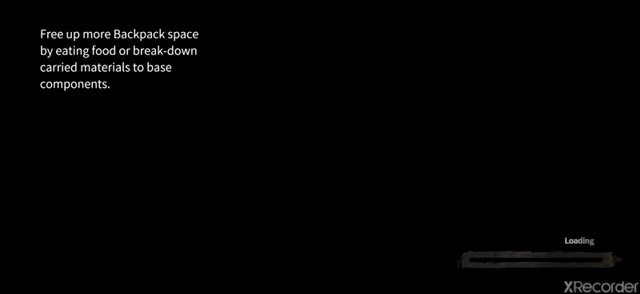 Free up more Backpack space
by eating food or break-down
carried materials to base
components.
Loading
XRecorder